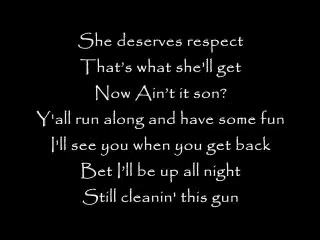 She deserves respect
That’s what she'll get
Now Ain’t it son?
Y'all run along and have some fun
I'll see you when you get back
Bet I’ll be up all night
Still cleanin' this gun